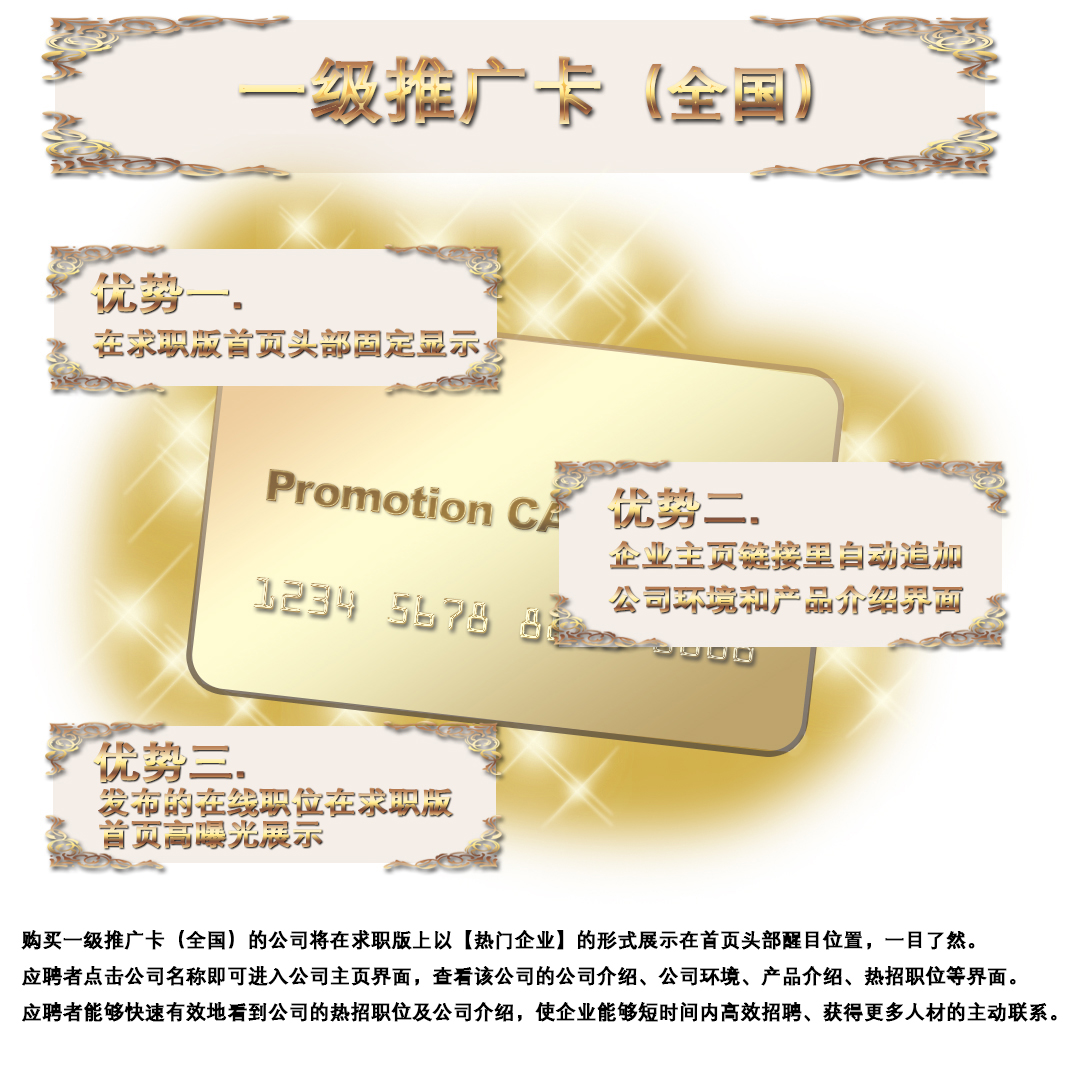 一级推广卡（全国）
优势一.
在求职版首页头部固定显示
Promotion
1234 5678
优势二.
企业主页链接里自动追加
公司环境和产品介绍界面
优势三.
发布的在线职位在求职版
首页高曝光展示
购买一级推广卡（全国）的公司将在求职版上以【热门企业】的形式展示在首页头部醒目位置，一目了然。
应聘者点击公司名称即可进入公司主页界面，查看该公司的公司介绍、公司环境、产品介绍、热招职位等界面。
应聘者能够快速有效地看到公司的热招职位及公司介绍，使企业能够短时间内高效招聘、获得更多人材的主动联系。